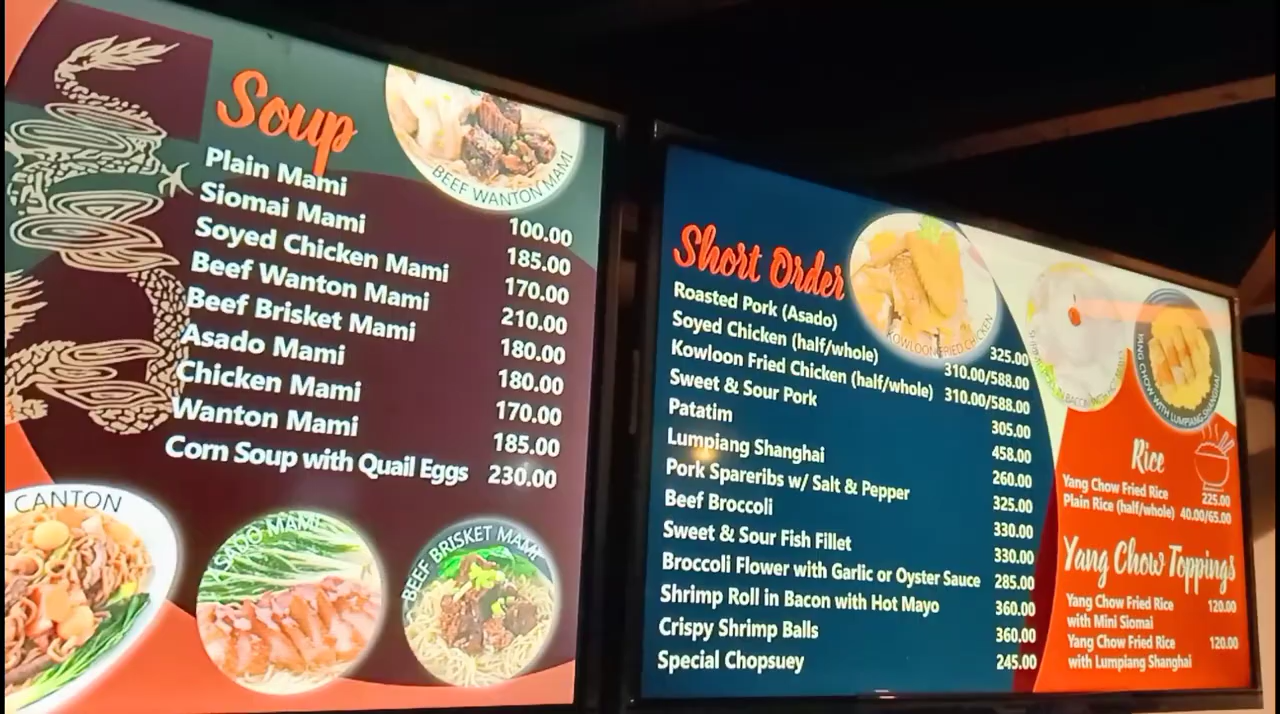 Soup
BEEF WANTON MAMI
Plain Mami 100.00
Siomai Mami 185.00
Soyed Chicken Mami 170.00
Beef Wanton Mami 210.00
Beef Brisket Mami 180.00
Asado Mami 180.00
Chicken Mami 170.00
Wanton Mami 185.00
Corn Soup with Quail Eggs 230.00
CANTON
SADO MAMI
BEEF BRISKET MAMI
Short Order
KOWLOON FRIED CHICKEN
Roasted Pork (Asado) 325.00
Soyed Chicken (half/whole) 310.00/588.00
Kowloon Fried Chicken (half/whole) 310.00/588.00
Sweet & Sour Pork 305.00
Patatim 458.00
Lumpiang Shanghai 260.00
Pork Spareribs w/ Salt & Pepper 325.00
Beef Broccoli 330.00
Sweet & Sour Fish Fillet 330.00
Broccoli Flower with Garlic or Oyster Sauce 285.00
Shrimp Roll in Bacon with Hot Mayo 360.00
Crispy Shrimp Balls 360.00
Special Chopsuey 245.00
YANG CHOW WITH LUMPIANG SHANGHAI
Rice
Yang Chow Fried Rice 225.00
Plain Rice (half/whole) 40.00/65.00
Yang Chow Toppings
Yang Chow Fried Rice 120.00
with Mini Siomai
Yang Chow Fried Rice 120.00
with Lumpiang Shanghai